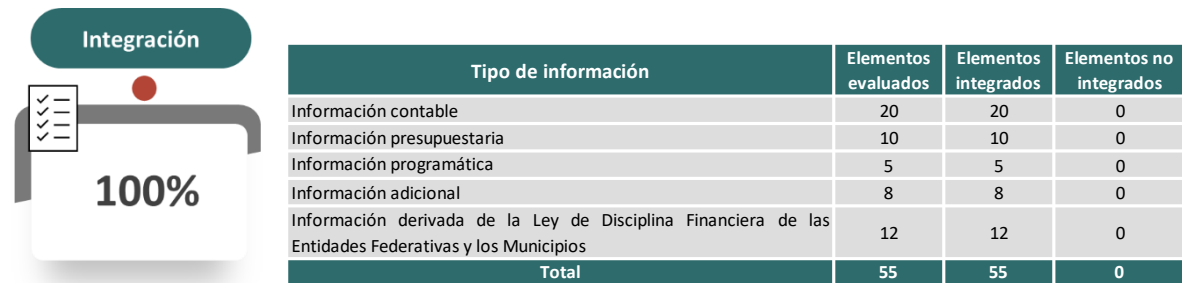 Integración
100%
Tipo de información
Elementos evaluados
Elementos integrados
Elementos no integrados
Información contable 20 20 0
Información presupuestaria 10 10 0
Información programática 5 5 0
Información adicional 8 8 0
Información derivada de la Ley de Disciplina Financiera de las
Entidades Federativas y los Municipios
12 12 0
Total 55 55 0